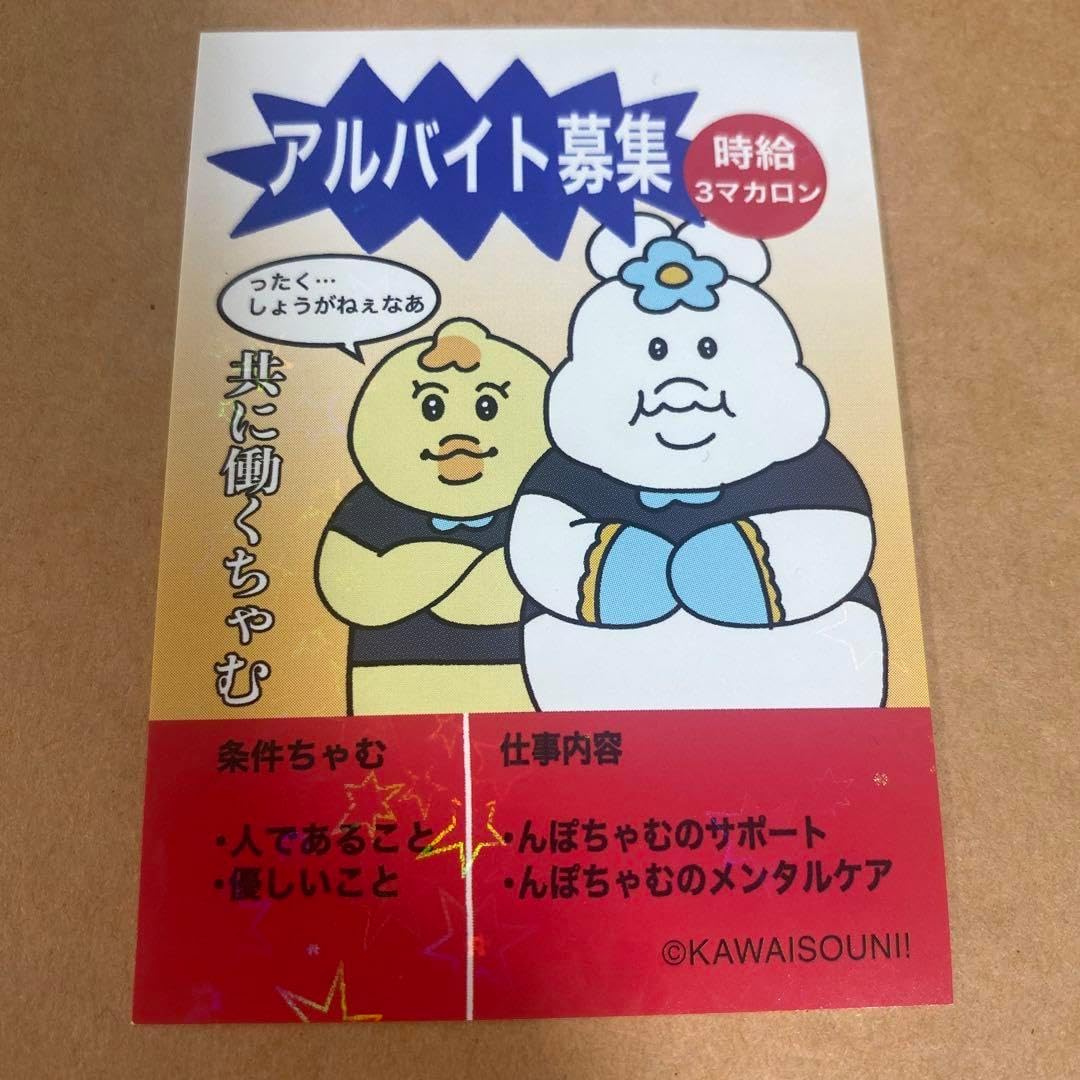 アルバイト募集
時給
3マカロン
ったく…
しょうがねぇなあ
共に働くちゃむ
条件ちゃむ
・人であること
・優しいこと
仕事内容
・んぽちゃむのサポート
・んぽちゃむのメンタルケア
©KAWAISOUNI!